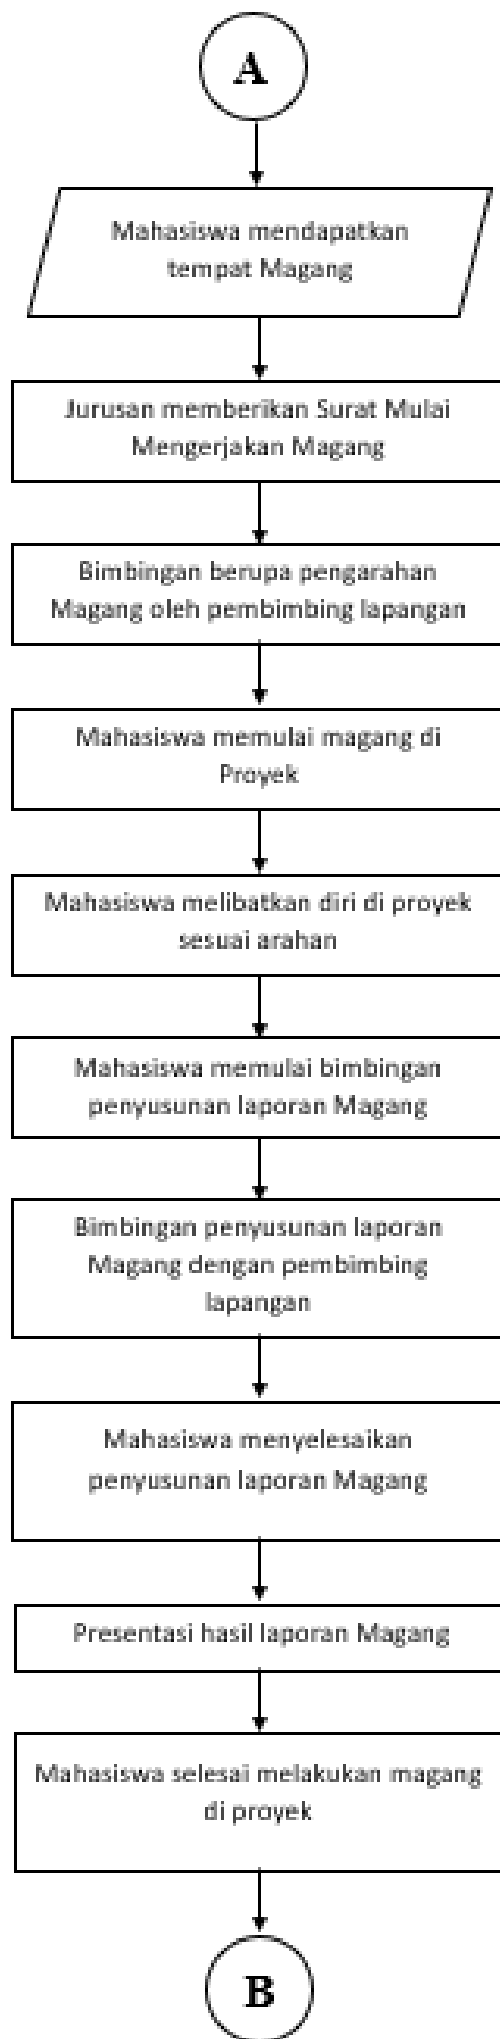 A
Mahasiswa mendapatkan
tempat Magang
Jurusan memberikan Surat Mulai
Mengerjakan Magang
Bimbingan berupa pengarahan
Magang oleh pembimbing lapangan
Mahasiswa memulai magang di
Proyek
Mahasiswa melibatkan diri di proyek
sesuai arahan
Mahasiswa memulai bimbingan
penyusunan laporan Magang
Bimbingan penyusunan laporan
Magang dengan pembimbing
lapangan
Mahasiswa menyelesaikan
penyusunan laporan Magang
Presentasi hasil laporan Magang
Mahasiswa selesai melakukan magang
di proyek
B